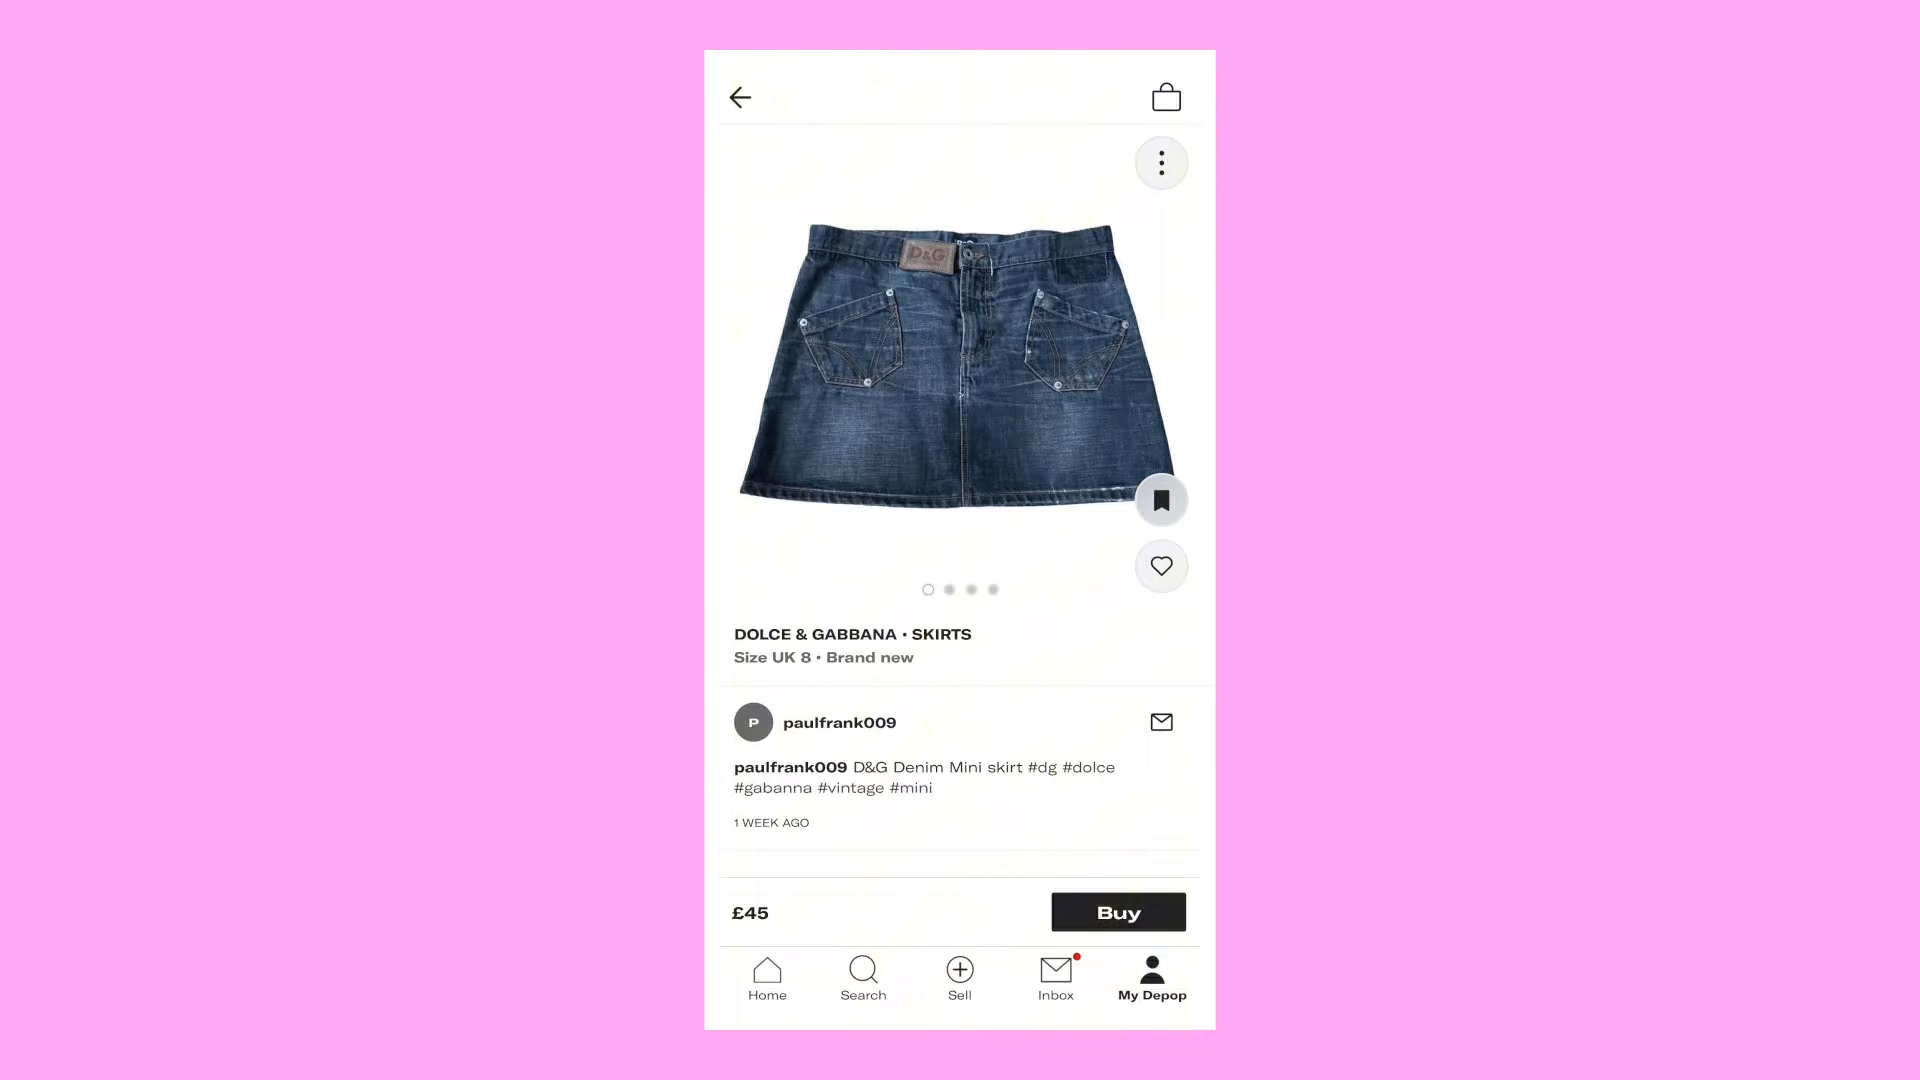 D&G
DOLCE & GABBANA • SKIRTS
Size UK 8 • Brand new
P
paulfrank009
paulfrank009 D&G Denim Mini skirt #dg #dolce
#gabanna #vintage #mini
1 WEEK AGO
£45
Buy
Home
Search
Sell
Inbox
My Depop